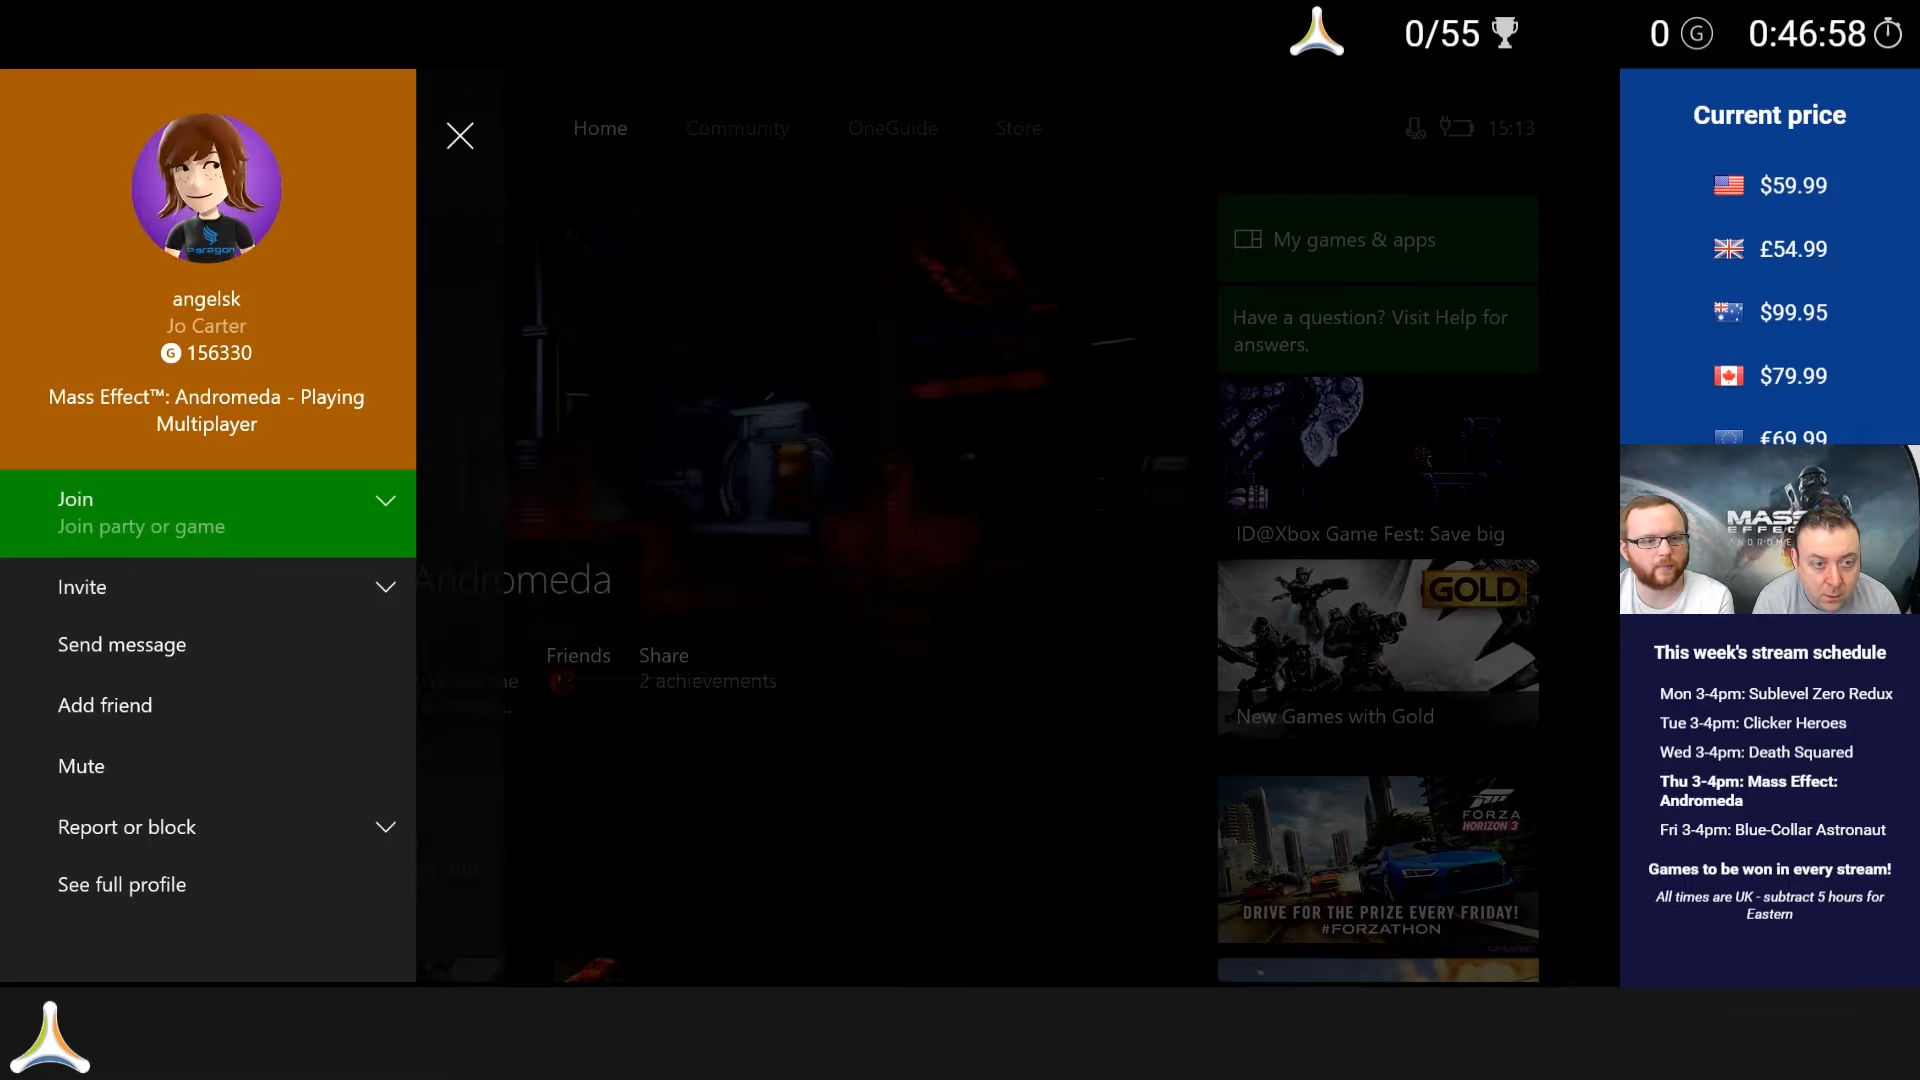 0/55
0 G
0:46:58
Home
Community
OneGuide
Store
15:13
Paragon
angelsk
Jo Carter
G 156330
Mass Effect™: Andromeda - Playing
Multiplayer
Join
Join party or game
Invite
Send message
Add friend
Mute
Report or block
See full profile
Andromeda
Friends
Share
2 achievements
My games & apps
Have a question? Visit Help for
answers.
ID@Xbox Game Fest: Save big
GOLD
New Games with Gold
FORZA
HORIZON 3
DRIVE FOR THE PRIZE EVERY FRIDAY!
#FORZATHON
Current price
$59.99
£54.99
$99.95
$79.99
€69.99
MASS
This week's stream schedule
Mon 3-4pm: Sublevel Zero Redux
Tue 3-4pm: Clicker Heroes
Wed 3-4pm: Death Squared
Thu 3-4pm: Mass Effect:
Andromeda
Fri 3-4pm: Blue-Collar Astronaut
Games to be won in every stream!
All times are UK - subtract 5 hours for
Eastern